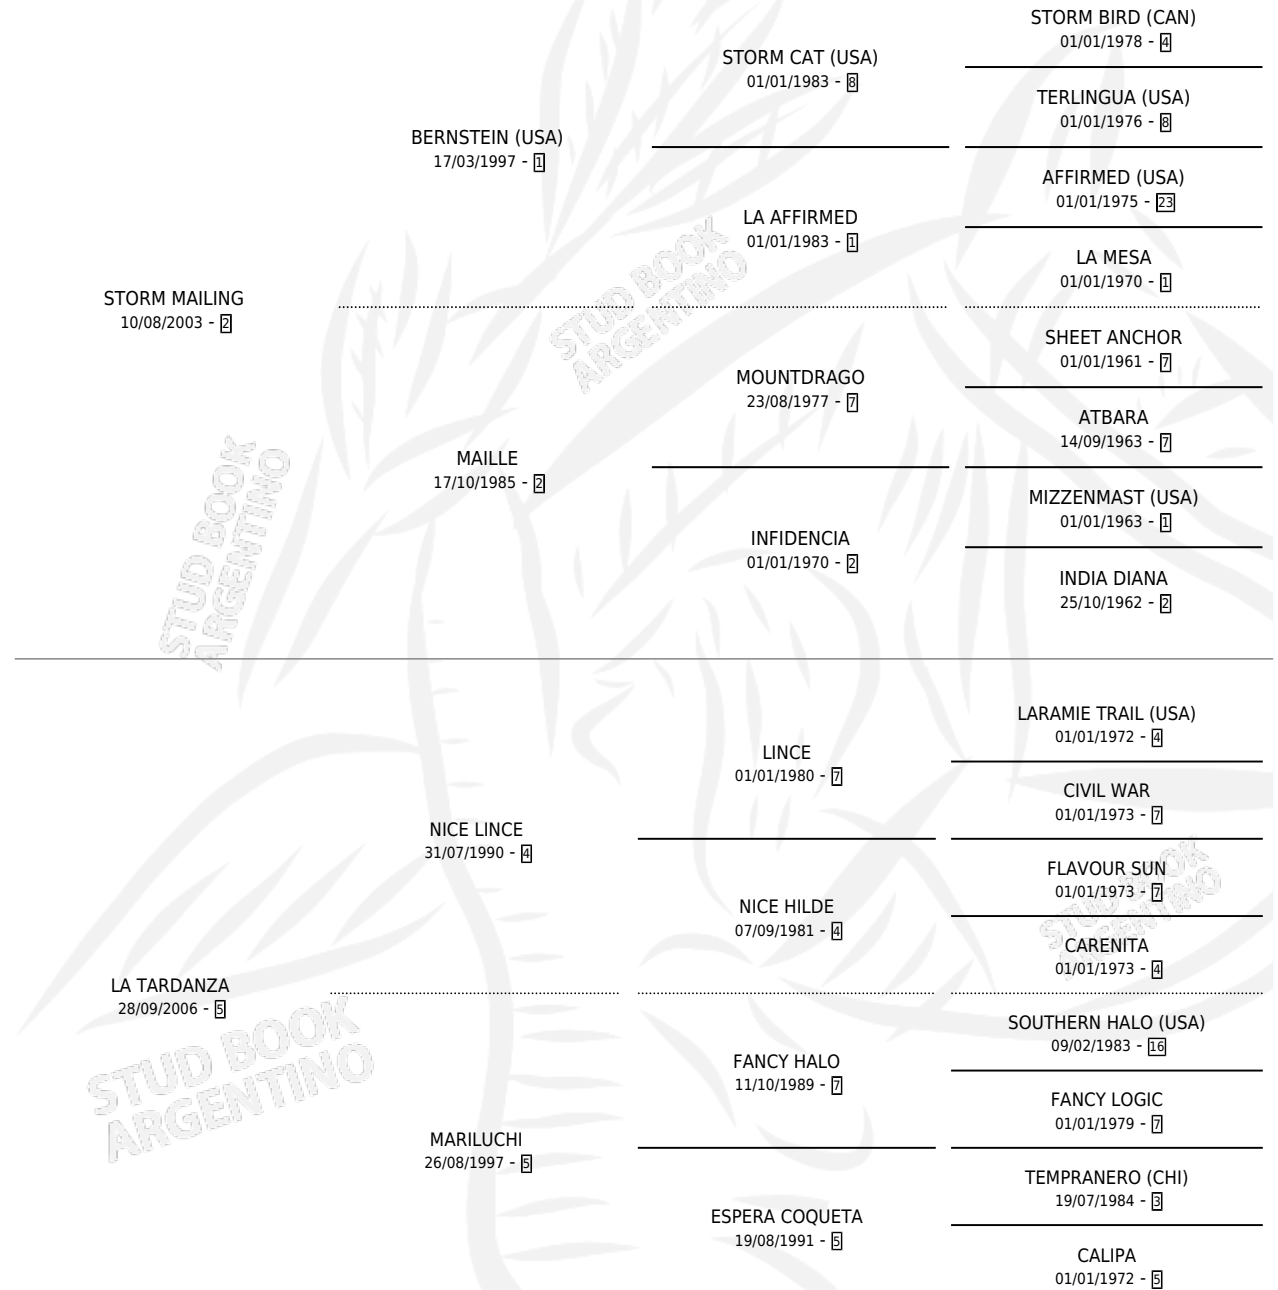 STORM BIRD (CAN)
01/01/1978 - 4
STORM CAT (USA)
01/01/1983 - 8
TERLINGUA (USA)
01/01/1976 - 8
BERNSTEIN (USA)
17/03/1997 - 1
AFFIRMED (USA)
01/01/1975 - 23
LA AFFIRMED
01/01/1983 - 1
LA MESA
01/01/1970 - 1
STORM MAILING
10/08/2003 - 2
STUD BOOK
ARGENTINO
SHEET ANCHOR
01/01/1961 - 7
MOUNTDRAGO
23/08/1977 - 7
ATBARA
14/09/1963 - 7
MAILLE
17/10/1985 - 2
MIZZENMAST (USA)
01/01/1963 - 1
INFIDENCIA
01/01/1970 - 2
INDIA DIANA
25/10/1962 - 2
STUD BOOK
ARGENTINO
LARAMIE TRAIL (USA)
01/01/1972 - 4
LINCE
01/01/1980 - 7
CIVIL WAR
01/01/1973 - 7
NICE LINCE
31/07/1990 - 4
FLAVOUR SUN
01/01/1973 - 7
NICE HILDE
07/09/1981 - 4
STUD BOOK
ARGENTINO
CARENITA
01/01/1973 - 4
LA TARDANZA
28/09/2006 - 5
STUD BOOK
ARGENTINO
SOUTHERN HALO (USA)
09/02/1983 - 16
FANCY HALO
11/10/1989 - 7
FANCY LOGIC
01/01/1979 - 7
MARILUCHI
26/08/1997 - 5
TEMPRANERO (CHI)
19/07/1984 - 3
ESPERA COQUETA
19/08/1991 - 5
CALIPA
01/01/1972 - 5